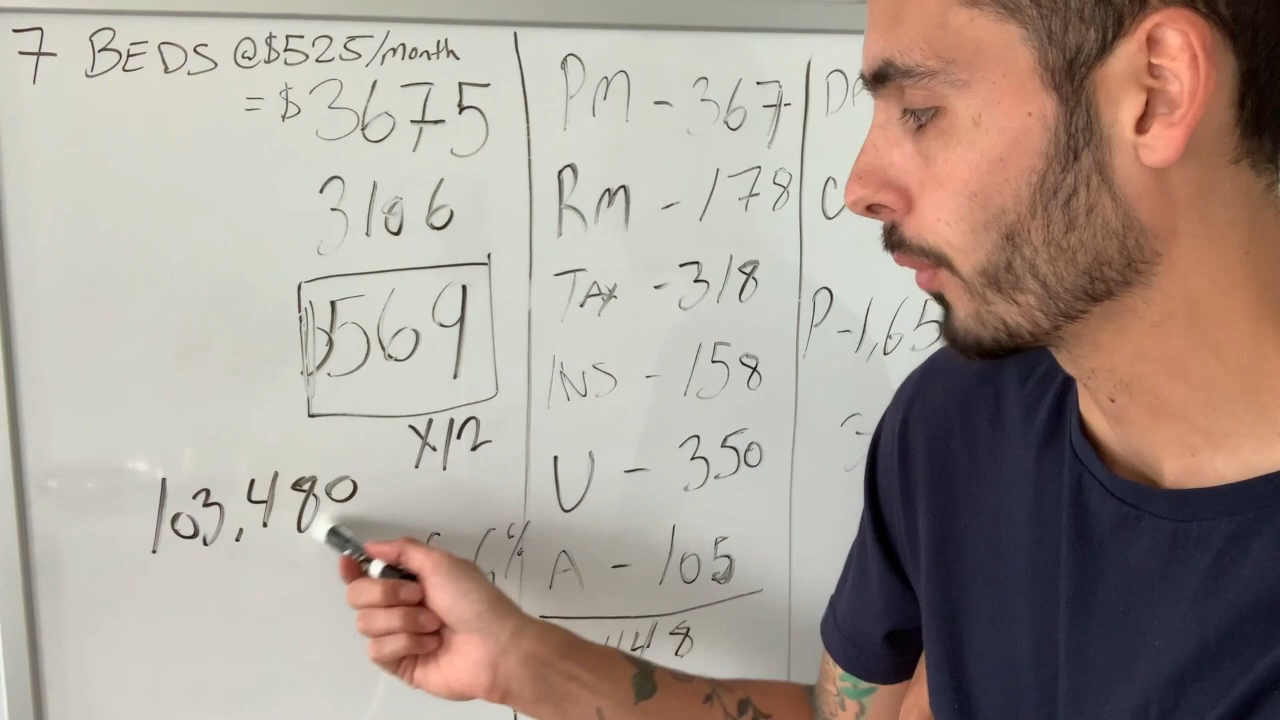 7 BEDS @$525/month
= $3675
3106
$569
X12
103,480
6%
PM - 367
RM - 178
TAX - 318
INS - 158
U - 350
A - 105
448
P-1,65